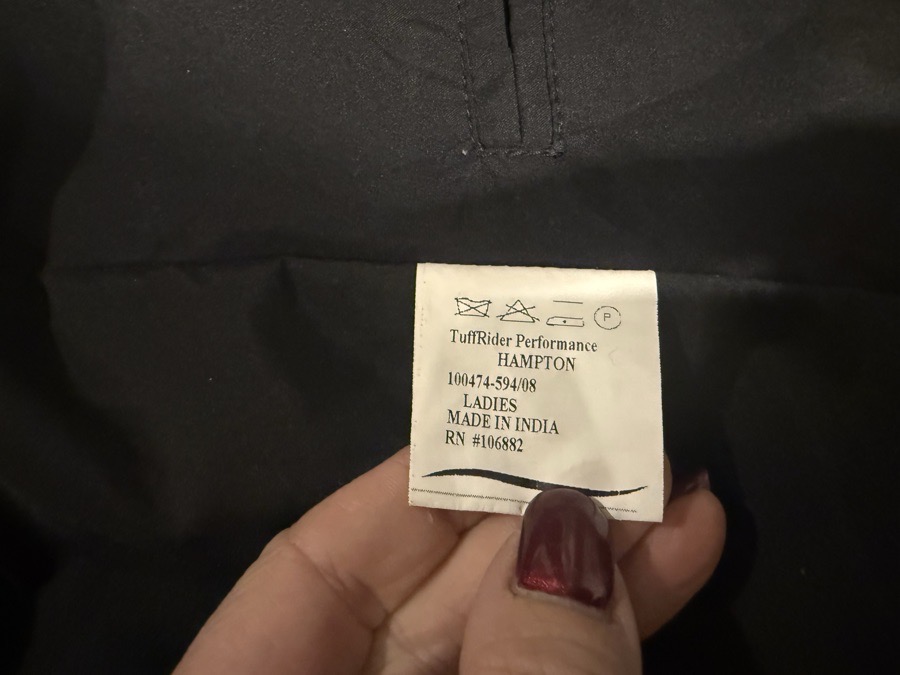 P
TuffRider Performance
HAMPTON
100474-594/08
LADIES
MADE IN INDIA
RN #106882